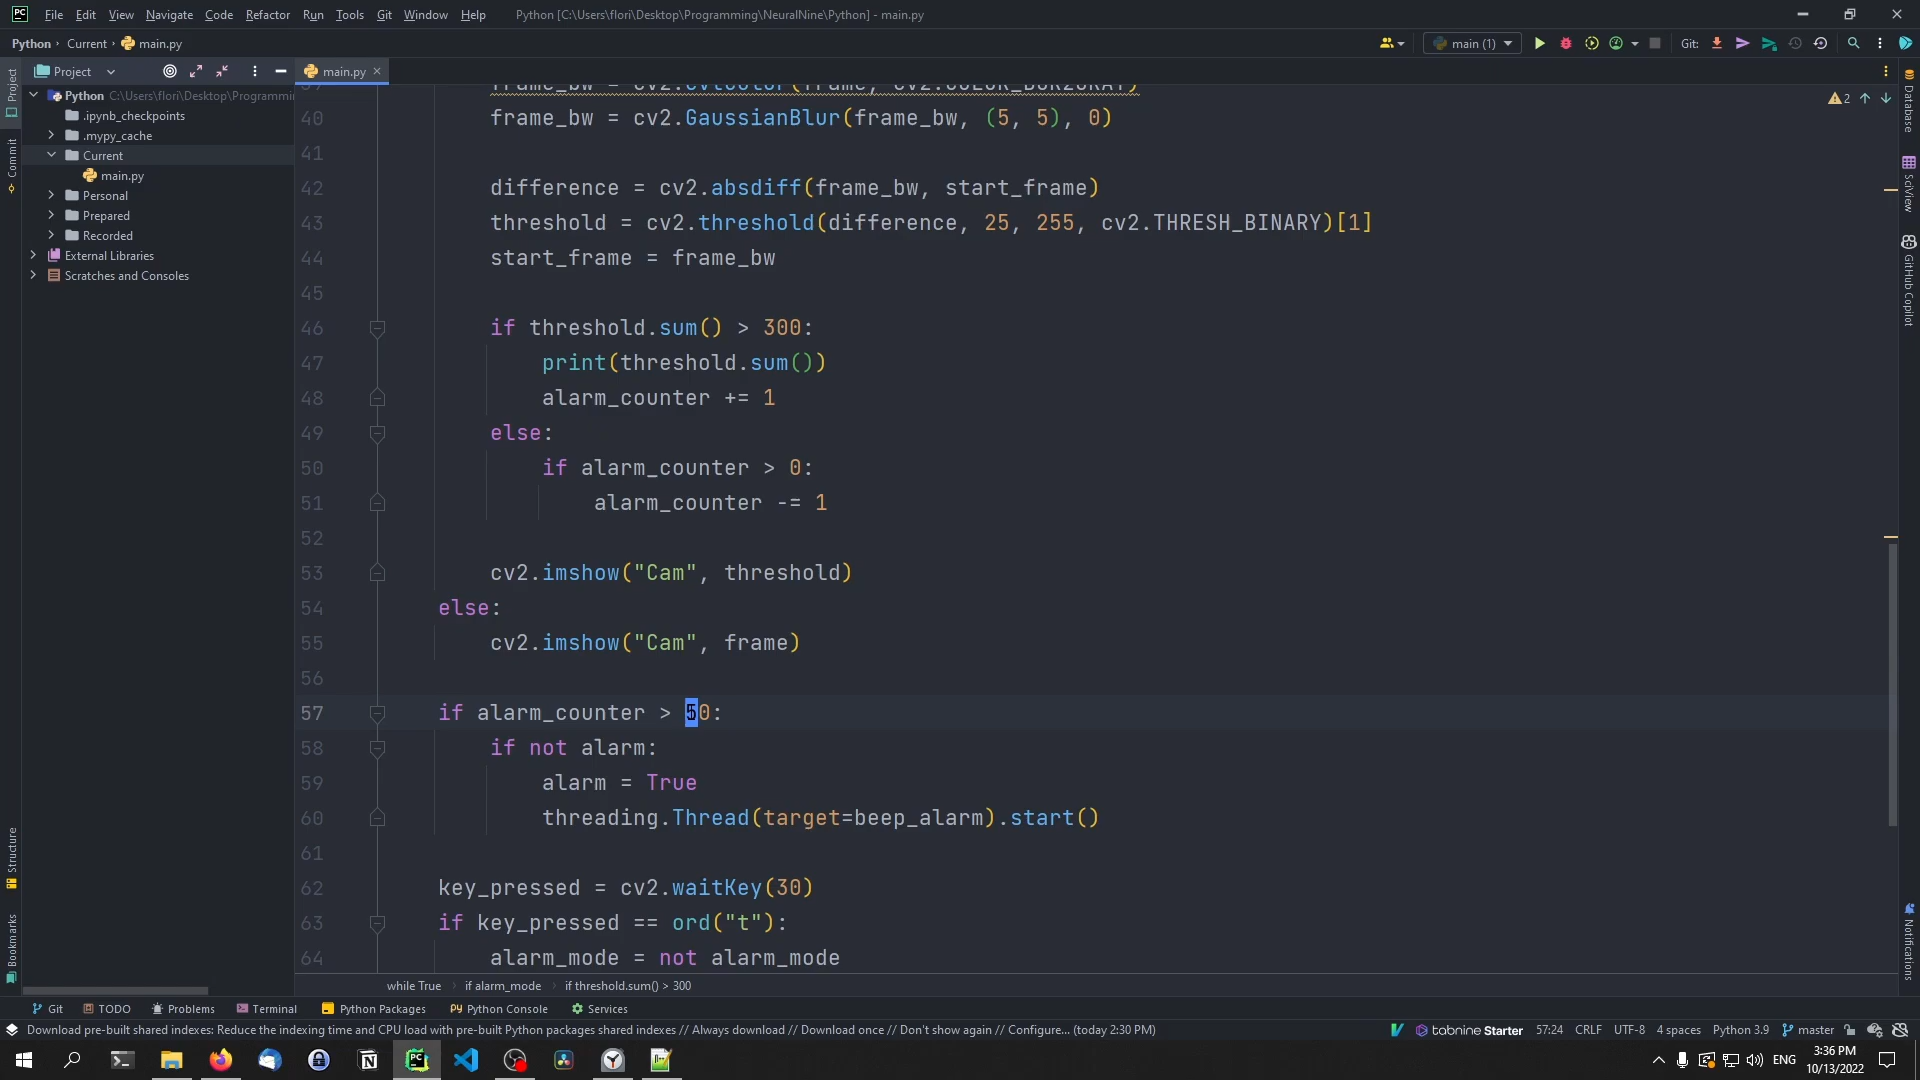 File Edit View Navigate Code Refactor Run Tools Git Window Help Python [C:\Users\flori\Desktop\Programming\NeuralNine\Python] - main.py
Python Current main.py main (1) Git:
Project main.py
Python C:\Users\flori\Desktop\Programmi
.ipynb_checkpoints
.mypy_cache
Current
main.py
Personal
Prepared
Recorded
External Libraries
Scratches and Consoles
Project
Commit
Structure
Bookmarks
2
40 frame_bw = cv2.GaussianBlur(frame_bw, (5, 5), 0)
41
42 difference = cv2.absdiff(frame_bw, start_frame)
43 threshold = cv2.threshold(difference, 25, 255, cv2.THRESH_BINARY)[1]
44 start_frame = frame_bw
45
46 if threshold.sum() > 300:
47 print(threshold.sum())
48 alarm_counter += 1
49 else:
50 if alarm_counter > 0:
51 alarm_counter -= 1
52
53 cv2.imshow("Cam", threshold)
54 else:
55 cv2.imshow("Cam", frame)
56
57 if alarm_counter > 50:
58 if not alarm:
59 alarm = True
60 threading.Thread(target=beep_alarm).start()
61
62 key_pressed = cv2.waitKey(30)
63 if key_pressed == ord("t"):
64 alarm_mode = not alarm_mode
Database
SciView
GitHub Copilot
Notifications
while True if alarm_mode if threshold.sum() > 300
Git TODO Problems Terminal Python Packages Python Console Services
Download pre-built shared indexes: Reduce the indexing time and CPU load with pre-built Python packages shared indexes // Always download // Download once // Don't show again // Configure... (today 2:30 PM) tabnine Starter 57:24 CRLF UTF-8 4 spaces Python 3.9 master
ENG 3:36 PM
10/13/2022